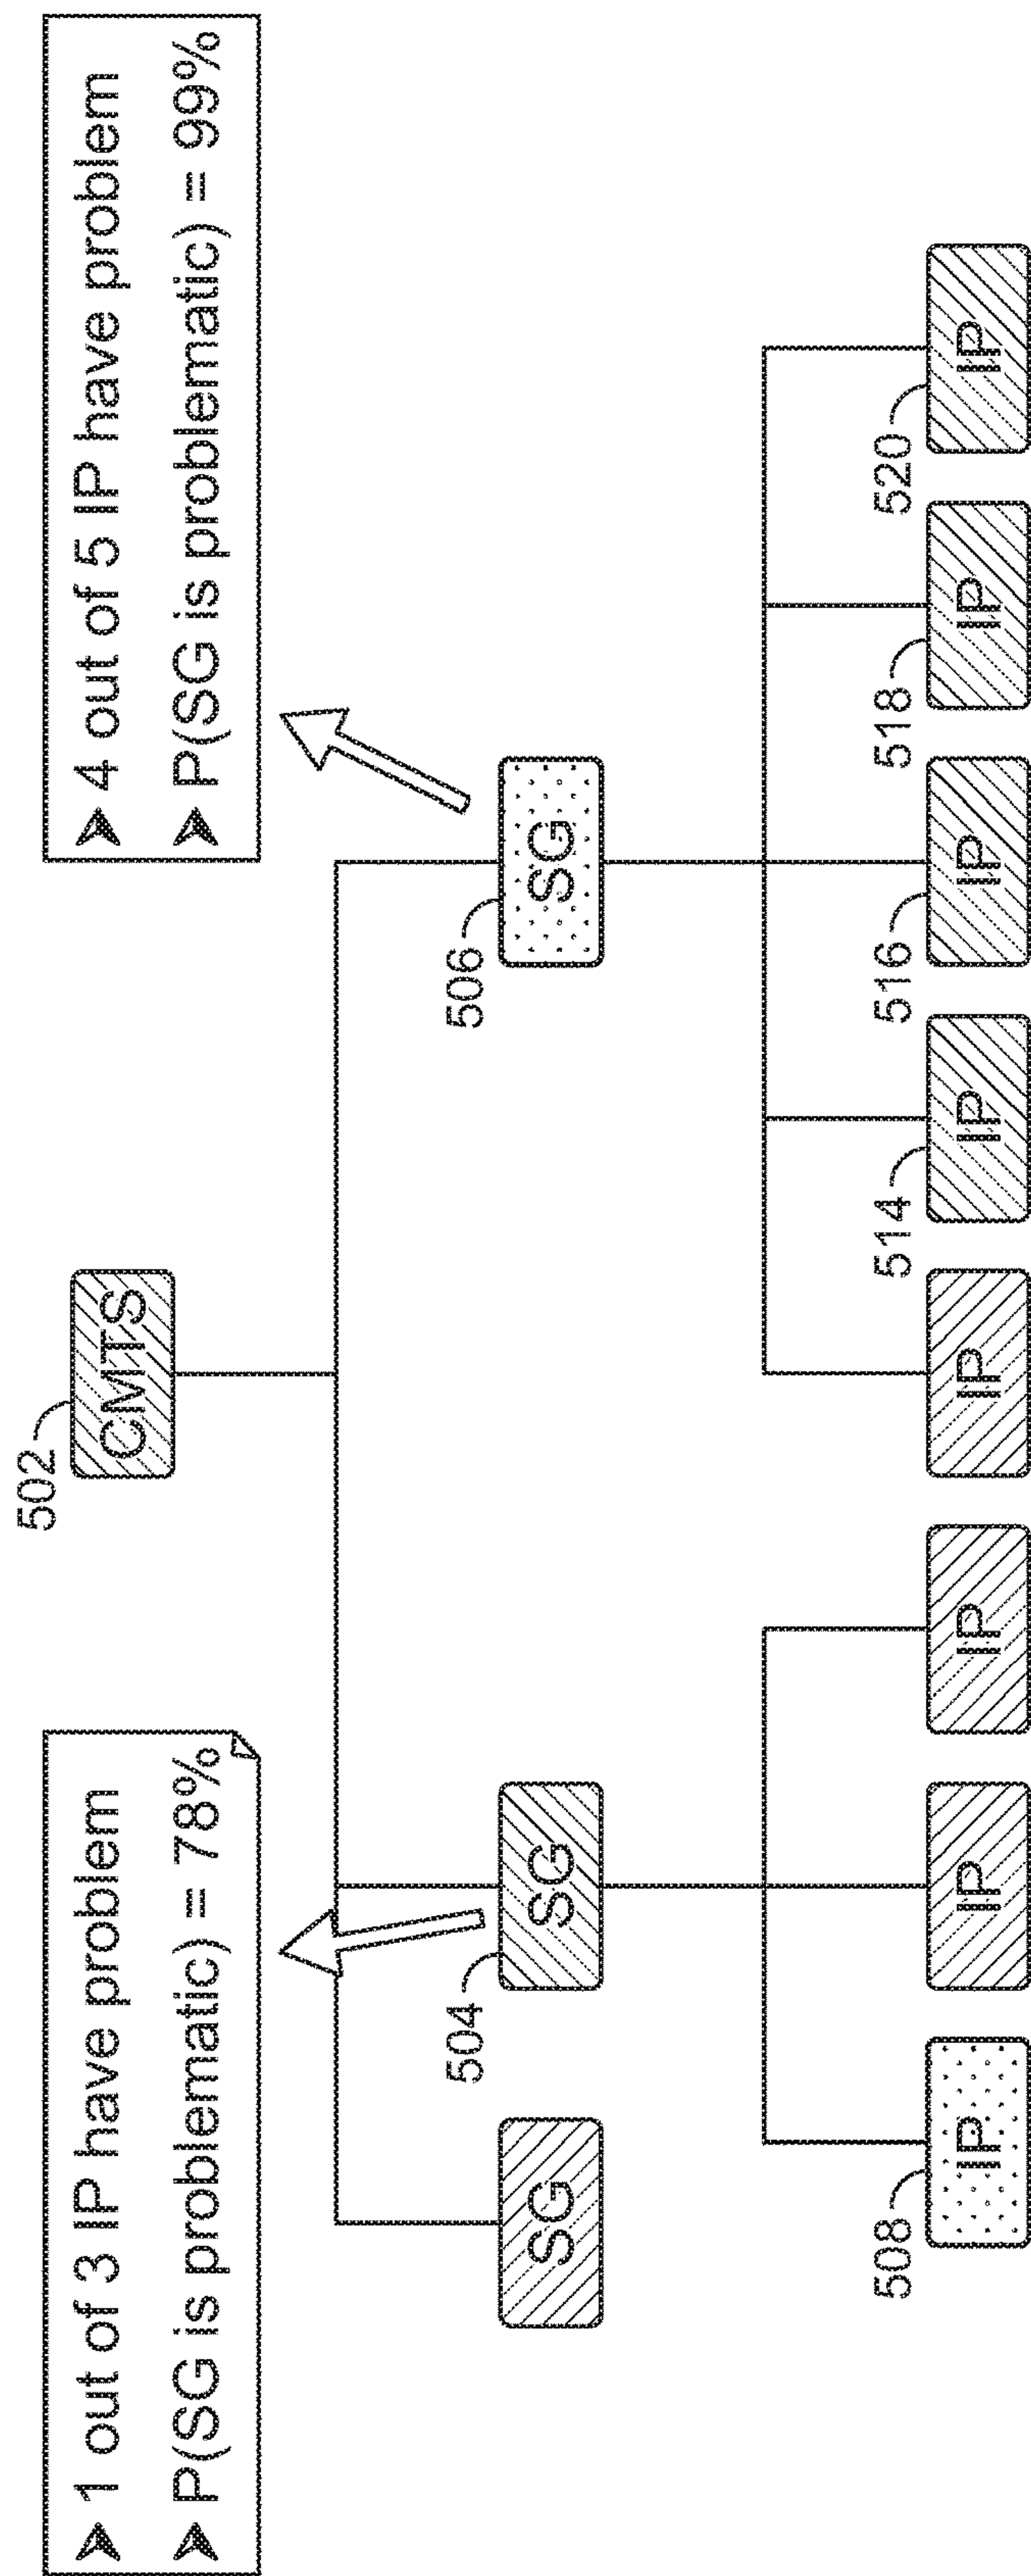 ➤ 1 out of 3 IP have problem
➤ P(SG is problematic) = 78%
➤ 4 out of 5 IP have problem
➤ P(SG is problematic) = 99%
502
CMTS
SG
504
SG
506
SG
508
IP
IP
IP
IP
514
IP
516
IP
518
IP
520
IP